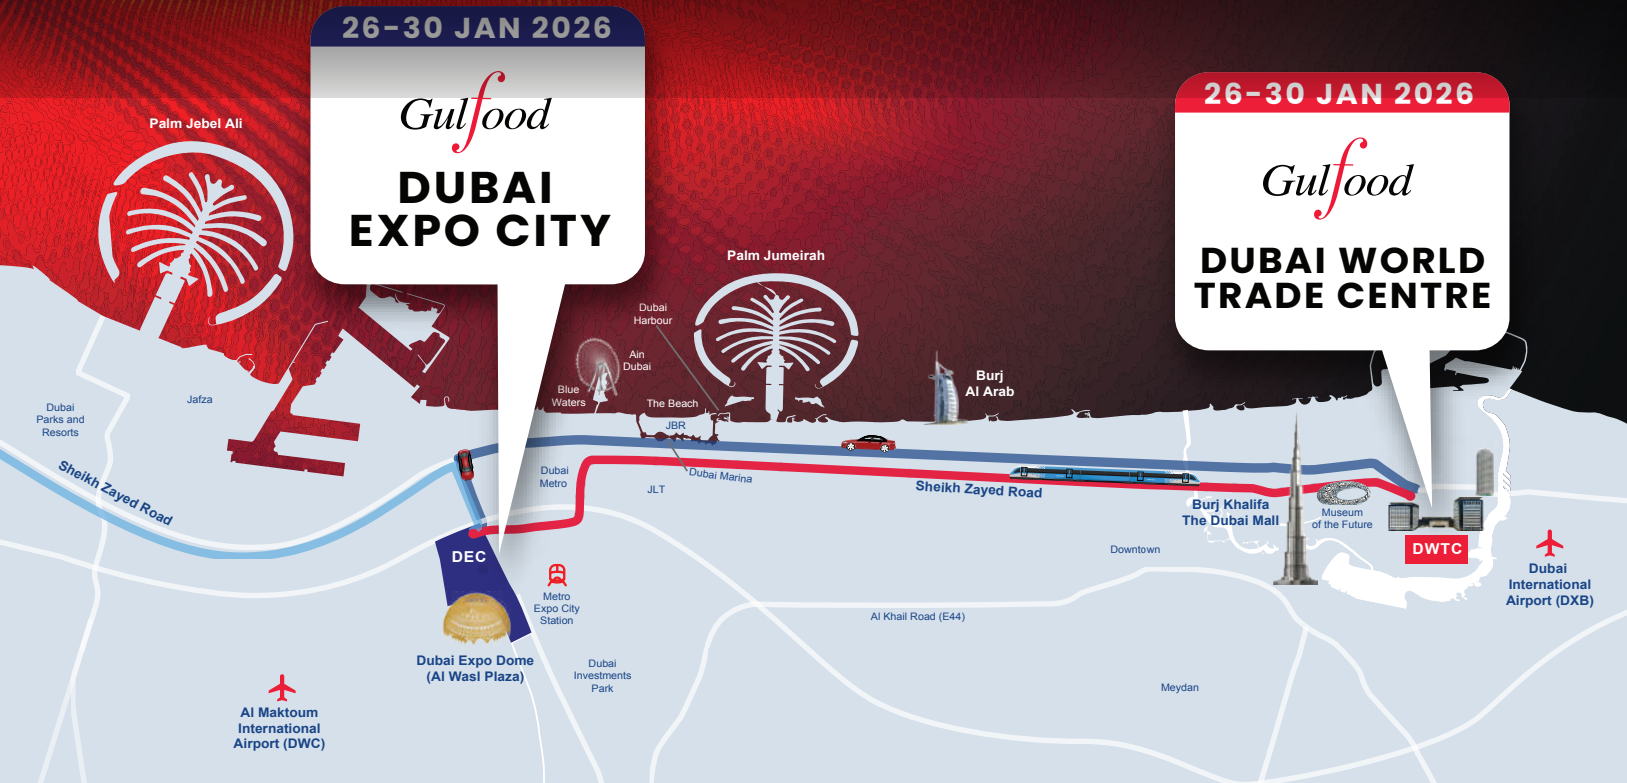 26-30 JAN 2026
Gulfood
DUBAI
EXPO CITY
26-30 JAN 2026
Gulfood
DUBAI WORLD
TRADE CENTRE
Palm Jebel Ali
Palm Jumeirah
Dubai
Harbour
Ain
Dubai
Blue
Waters
The Beach
JBR
Burj
Al Arab
Dubai
Parks and
Resorts
Jafza
Sheikh Zayed Road
Dubai
Metro
Dubai Marina
JLT
Sheikh Zayed Road
Burj Khalifa
The Dubai Mall
Museum
of the Future
DWTC
Downtown
Dubai
International
Airport (DXB)
DEC
Metro
Expo City
Station
Al Khail Road (E44)
Dubai Expo Dome
(Al Wasl Plaza)
Dubai
Investments
Park
Meydan
Al Maktoum
International
Airport (DWC)